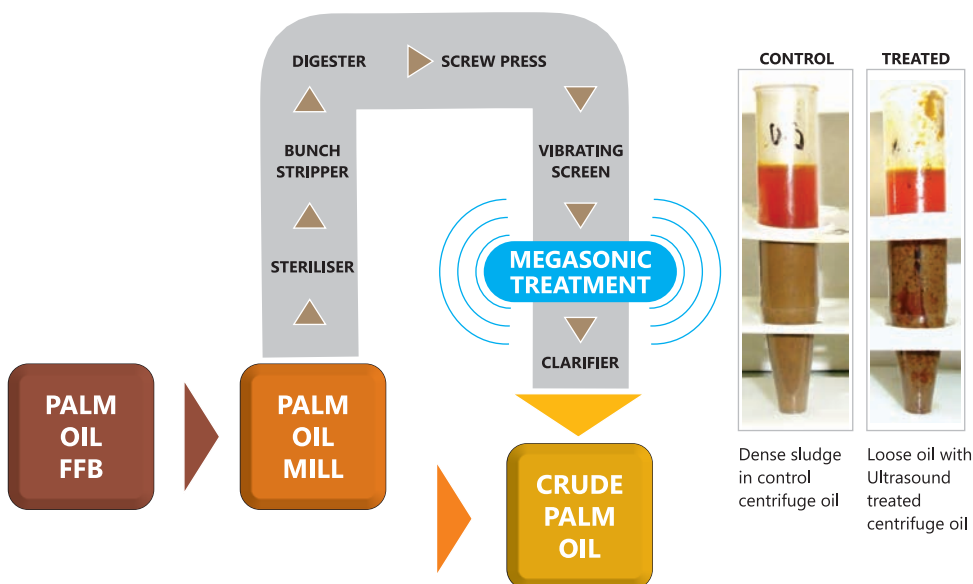 PALM
OIL
FFB
PALM
OIL
MILL
STERILISER
BUNCH
STRIPPER
DIGESTER
SCREW PRESS
VIBRATING
SCREEN
MEGASONIC
TREATMENT
CLARIFIER
CRUDE
PALM
OIL
CONTROL
Dense sludge
in control
centrifuge oil
TREATED
Loose oil with
Ultrasound
treated
centrifuge oil